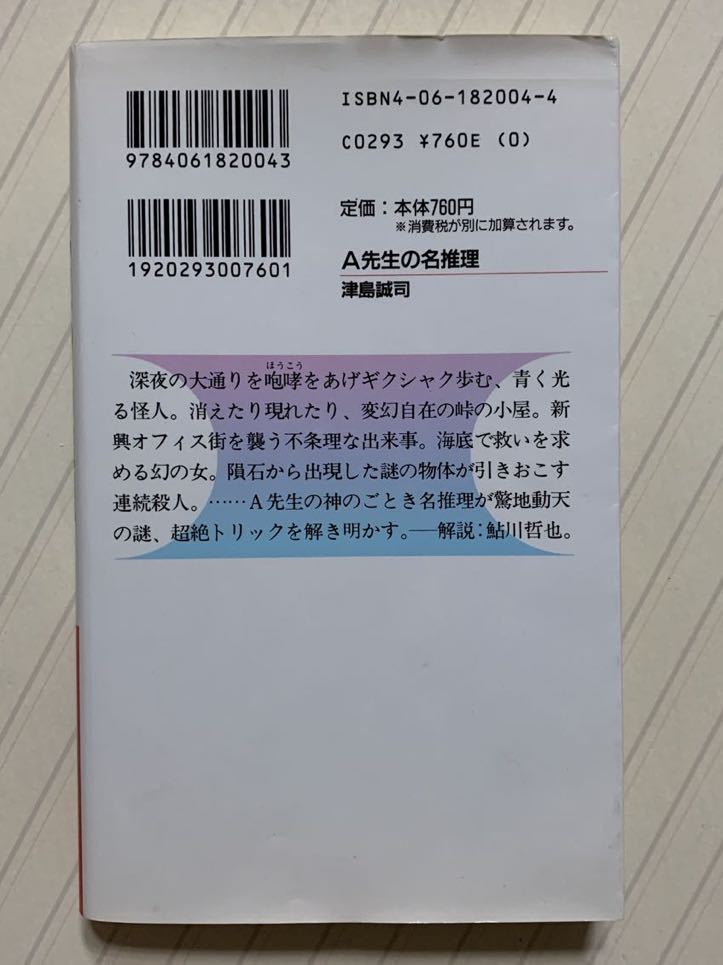 9784061820043
1920293007601
ISBN4-06-182004-4
C0293 ¥760E (0)
定価：本体760円
※消費税が別に加算されます。
A先生の名推理
津島誠司
ほうこう
深夜の大通りを咆哮をあげギクシャク歩む、青く光
る怪人。消えたり現れたり、変幻自在の峠の小屋。新
興オフィス街を襲う不条理な出来事。海底で救いを求
める幻の女。隕石から出現した謎の物体が引きおこす
連続殺人。……A先生の神のごとき名推理が驚地動天
の謎、超絶トリックを解き明かす。――解説：鮎川哲也。